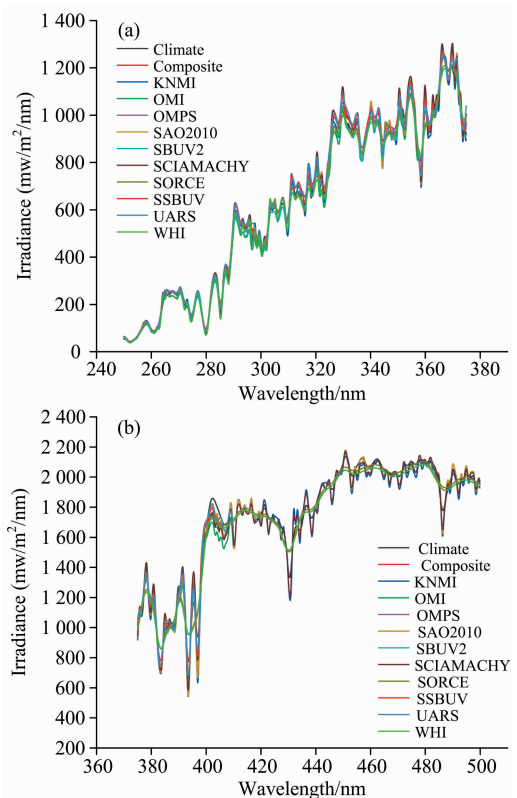 (a)
Irradiance (mw/m²/nm)
1 400
1 200
1 000
800
600
400
200
0
Climate
Composite
KNMI
OMI
OMPS
SAO2010
SBUV2
SCIAMACHY
SORCE
SSBUV
UARS
WHI
240 260 280 300 320 340 360 380
Wavelength/nm
(b)
Irradiance (mw/m²/nm)
2 400
2 200
2 000
1 800
1 600
1 400
1 200
1 000
800
600
400
200
Climate
Composite
KNMI
OMI
OMPS
SAO2010
SBUV2
SCIAMACHY
SORCE
SSBUV
UARS
WHI
360 380 400 420 440 460 480 500
Wavelength/nm